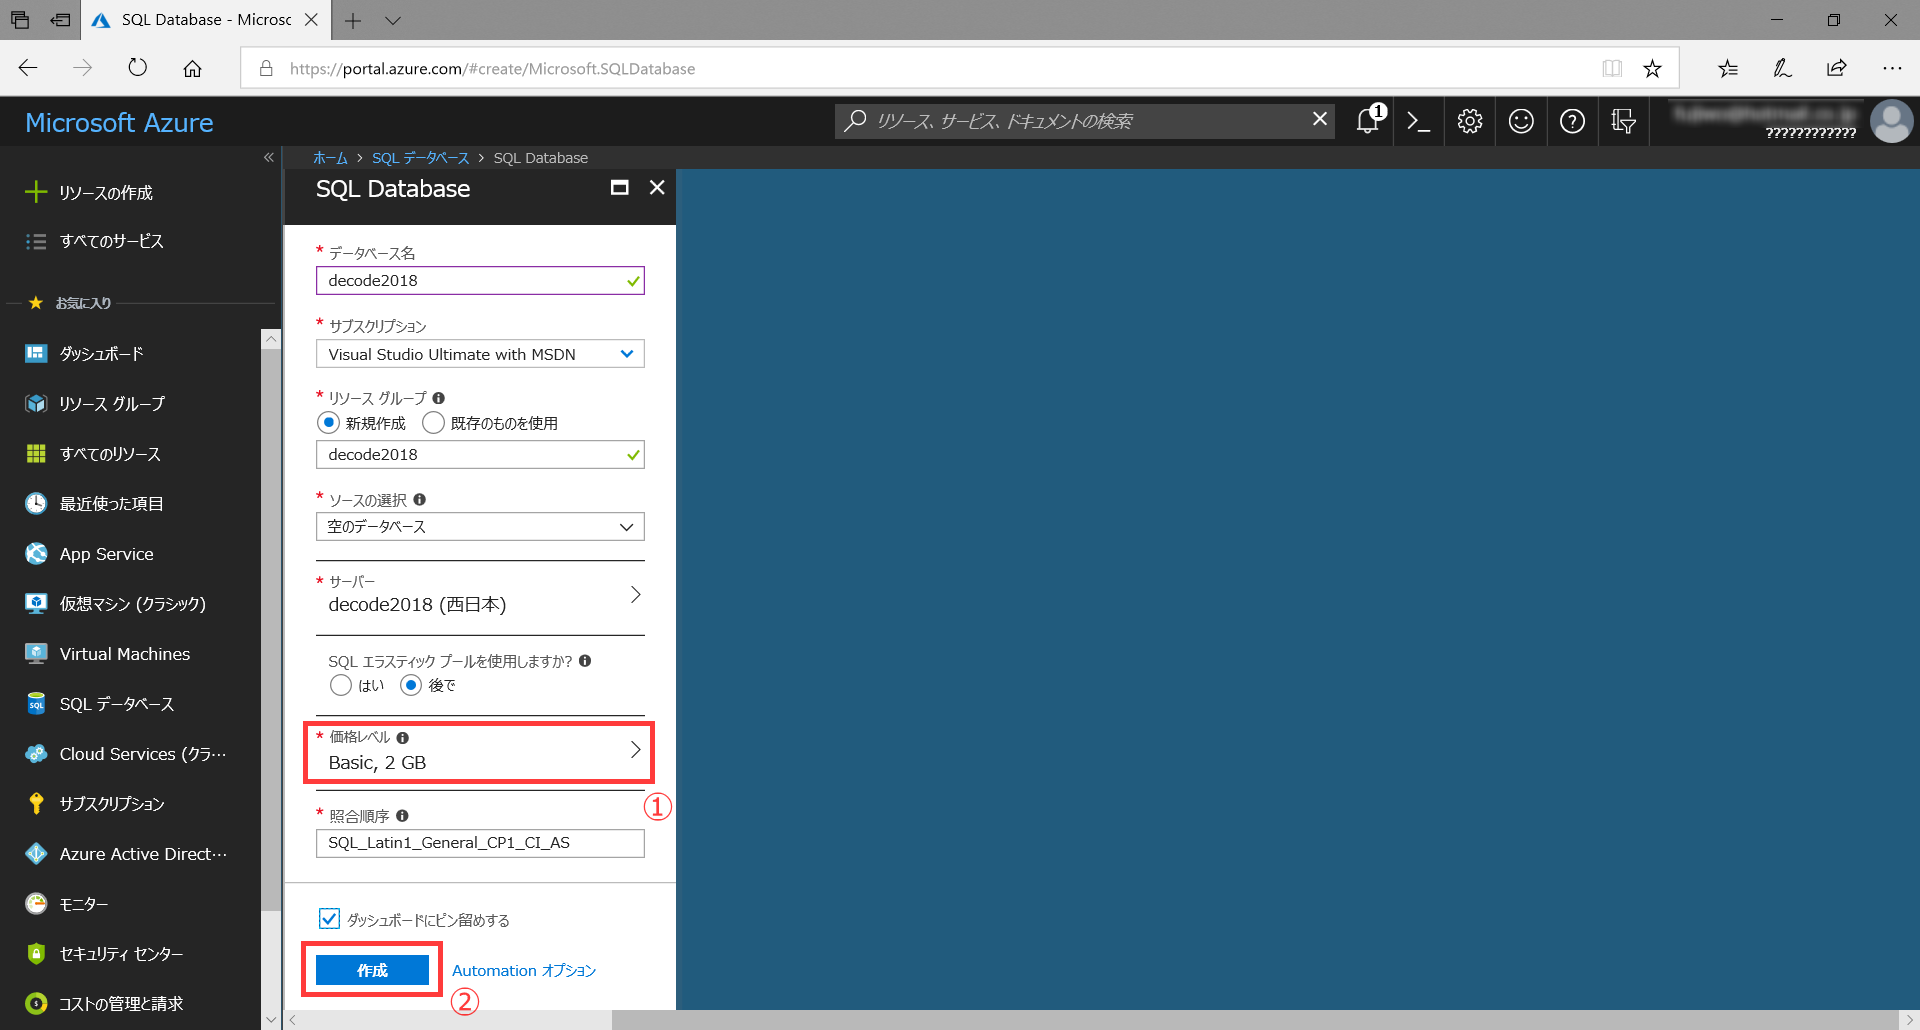 SQL Database - Microsc
https://portal.azure.com/#create/Microsoft.SQLDatabase
Microsoft Azure
リソース、サービス、ドキュメントの検索
1
????????????
ホーム > SQL データベース > SQL Database
リソースの作成
すべてのサービス
お気に入り
ダッシュボード
リソース グループ
すべてのリソース
最近使った項目
App Service
仮想マシン (クラシック)
Virtual Machines
SQL データベース
Cloud Services (クラ…
サブスクリプション
Azure Active Direct…
モニター
セキュリティ センター
コストの管理と請求
SQL Database
* データベース名
decode2018
* サブスクリプション
Visual Studio Ultimate with MSDN
* リソース グループ
新規作成 既存のものを使用
decode2018
* ソースの選択
空のデータベース
* サーバー
decode2018 (西日本)
SQL エラスティック プールを使用しますか?
はい 後で
* 価格レベル
Basic, 2 GB
①
* 照合順序
SQL_Latin1_General_CP1_CI_AS
ダッシュボードにピン留めする
作成 Automation オプション
②